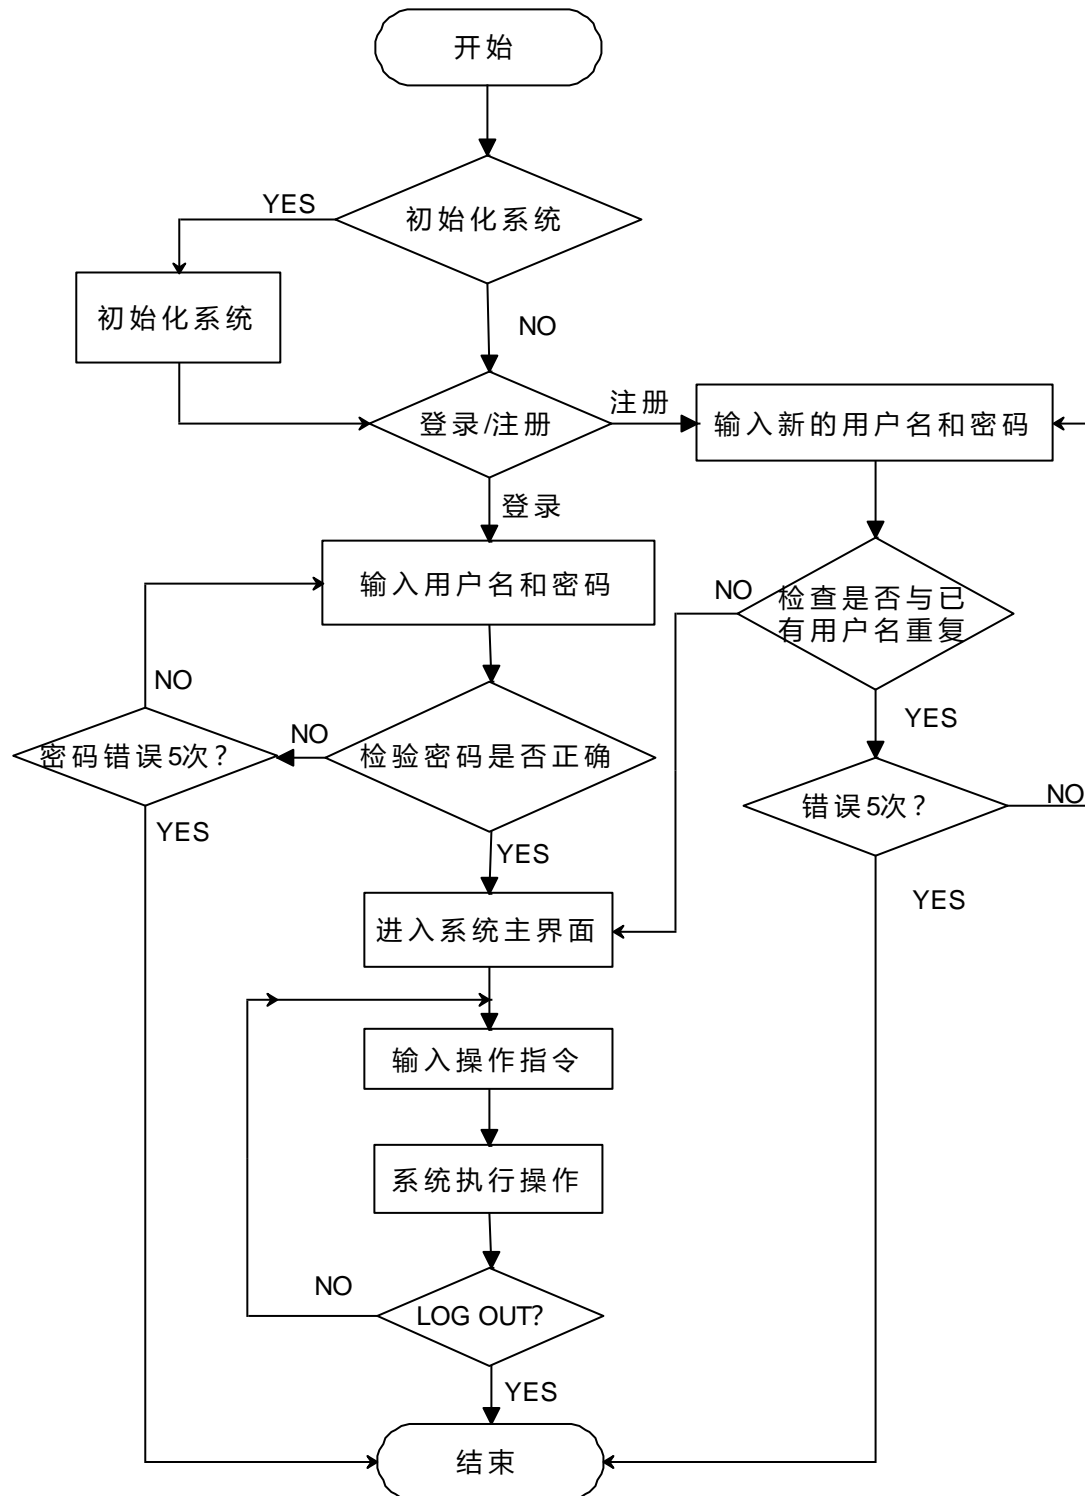 开始
YES
初始化系统
初始化系统
NO
登录/注册
注册
输入新的用户名和密码
登录
输入用户名和密码
NO
检查是否与已
有用户名重复
NO
YES
密码错误5次？
NO
检验密码是否正确
错误5次？
NO
YES
YES
YES
进入系统主界面
输入操作指令
系统执行操作
NO
LOG OUT?
YES
结束